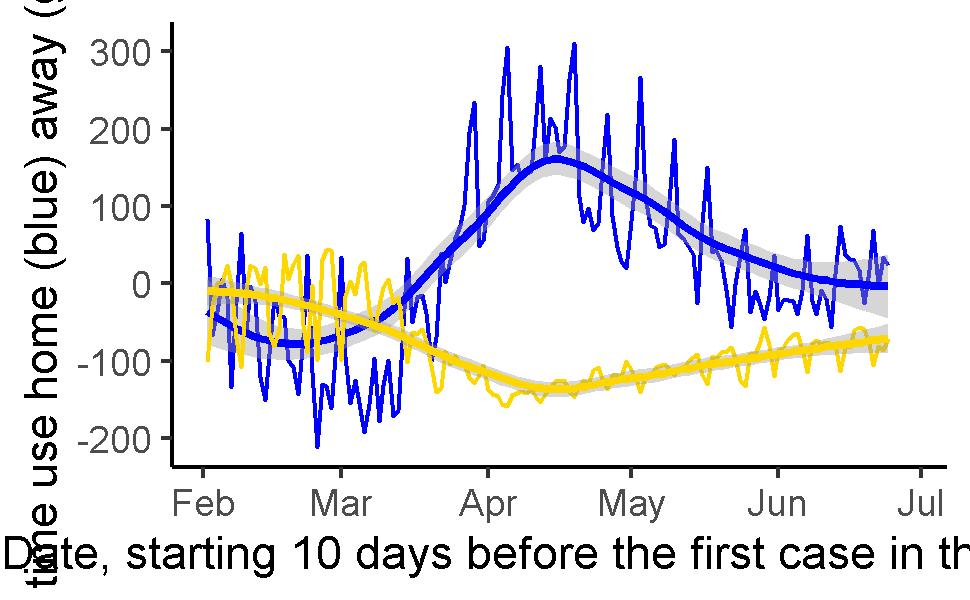 time use home (blue) away (
300
200
100
0
-100
-200
Feb Mar Apr May Jun Jul
Date, starting 10 days before the first case in th